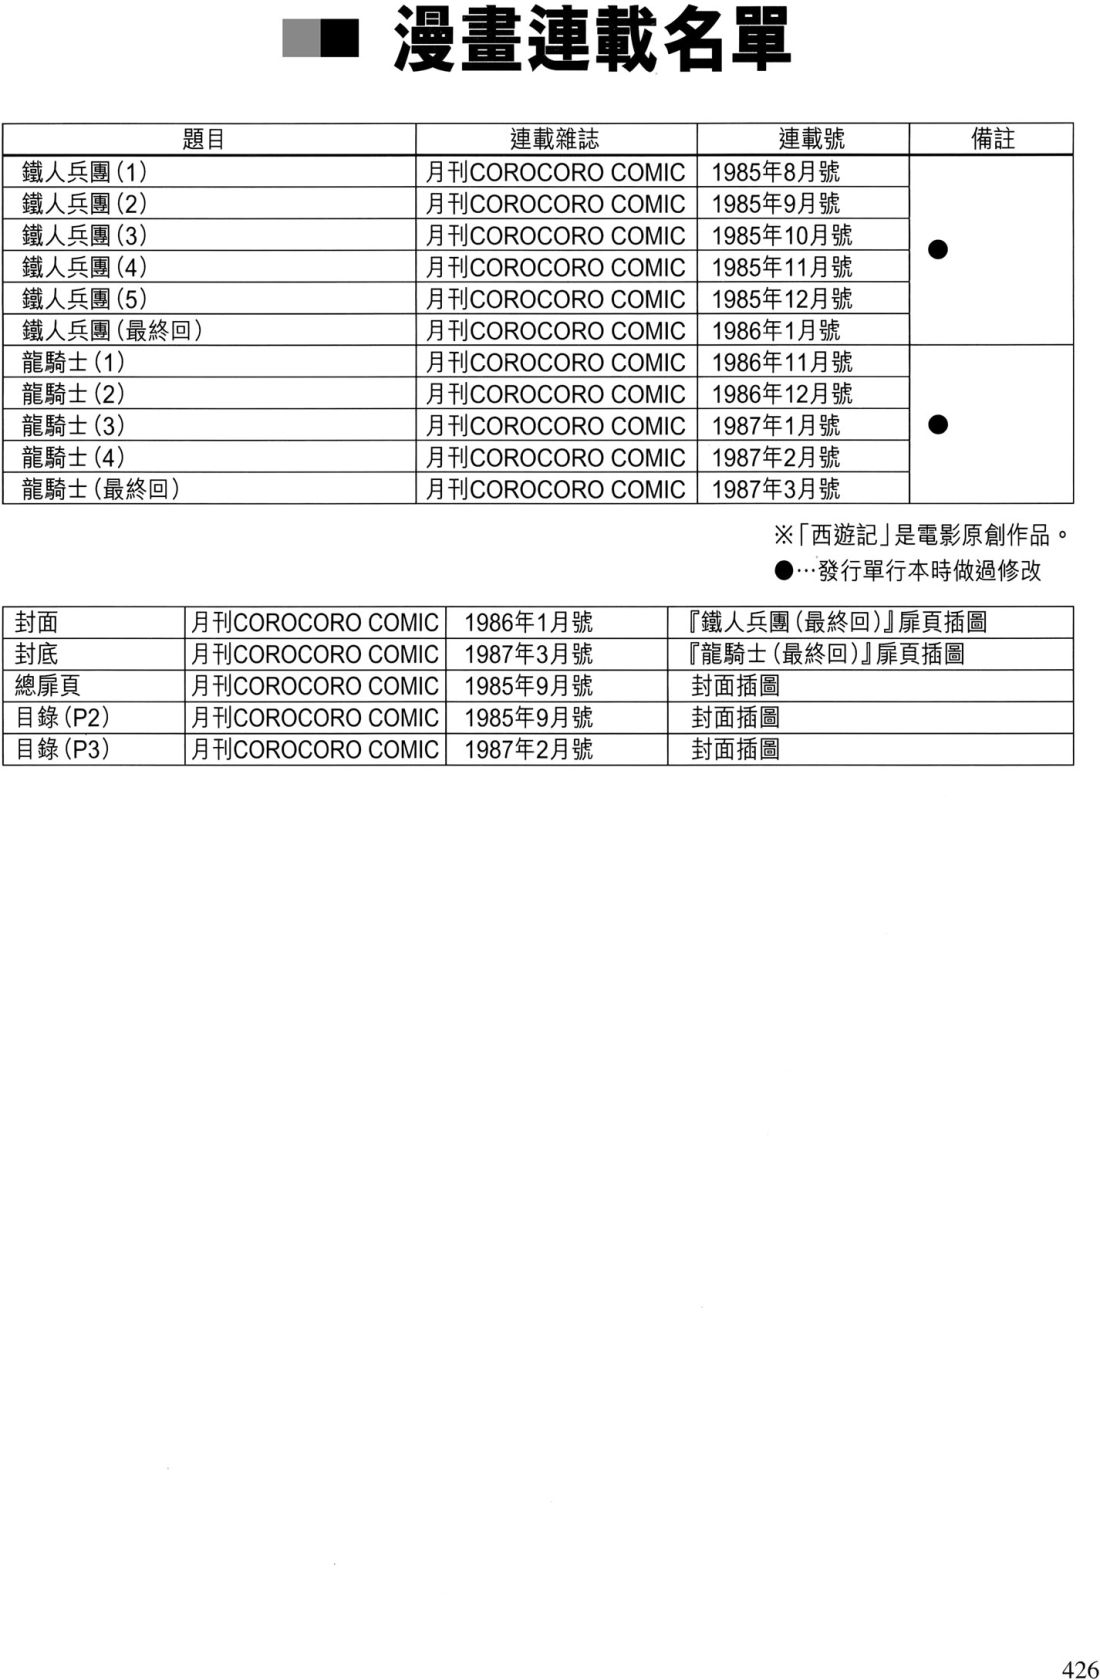 漫畫連載名單
題目 連載雜誌 連載號 備註
鐵人兵團(1) 月刊COROCORO COMIC 1985年8月號
鐵人兵團(2) 月刊COROCORO COMIC 1985年9月號
鐵人兵團(3) 月刊COROCORO COMIC 1985年10月號
●
鐵人兵團(4) 月刊COROCORO COMIC 1985年11月號
鐵人兵團(5) 月刊COROCORO COMIC 1985年12月號
鐵人兵團(最終回) 月刊COROCORO COMIC 1986年1月號
龍騎士(1) 月刊COROCORO COMIC 1986年11月號
龍騎士(2) 月刊COROCORO COMIC 1986年12月號
龍騎士(3) 月刊COROCORO COMIC 1987年1月號 ●
龍騎士(4) 月刊COROCORO COMIC 1987年2月號
龍騎士(最終回) 月刊COROCORO COMIC 1987年3月號
※「西遊記」是電影原創作品。
●…發行單行本時做過修改
封面 月刊COROCORO COMIC 1986年1月號 『鐵人兵團(最終回)』扉頁插圖
封底 月刊COROCORO COMIC 1987年3月號 『龍騎士(最終回)』扉頁插圖
總扉頁 月刊COROCORO COMIC 1985年9月號 封面插圖
目錄(P2) 月刊COROCORO COMIC 1985年9月號 封面插圖
目錄(P3) 月刊COROCORO COMIC 1987年2月號 封面插圖
426